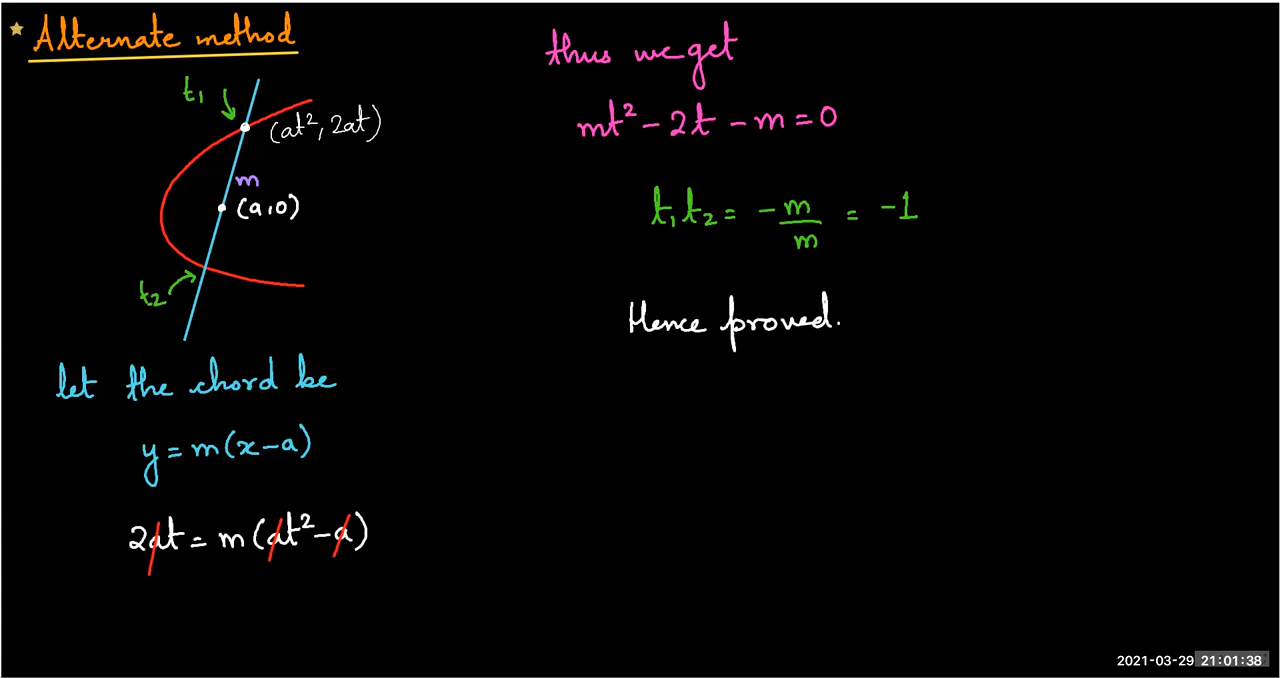 Alternate method
t₁
(at², 2at)
m
(a,0)
t₂
let the chord be
y = m(x-a)
2at = m(at²-a)
thus we get
mt² - 2t - m = 0
t₁t₂ = -m/m = -1
Hence proved.
2021-03-29 21:01:38